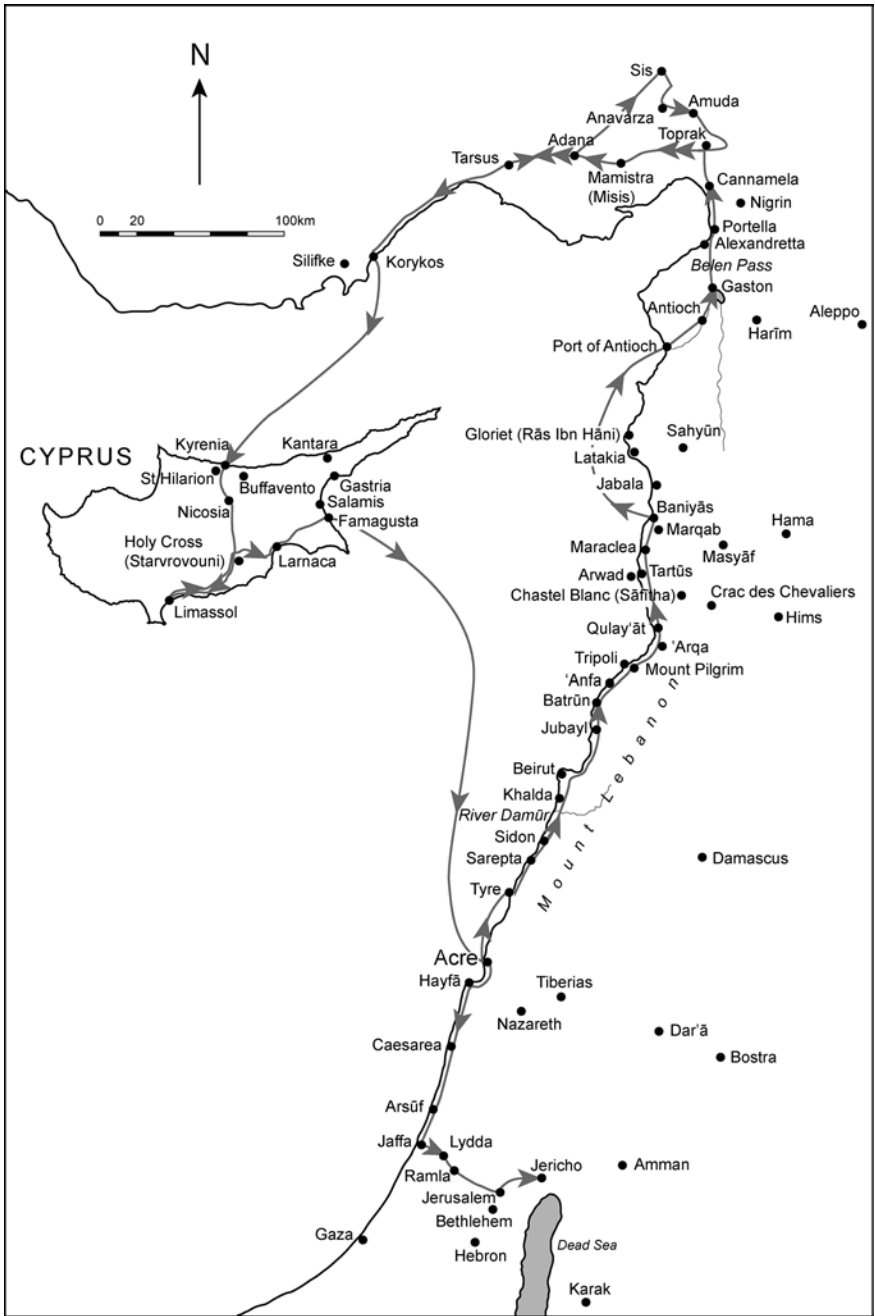 N
0 20 100km
Sis
Amuda
Anavarza
Toprak
Adana
Tarsus
Mamistra
(Misis)
Cannamela
Nigrin
Portella
Alexandretta
Silifke
Korykos
Belen Pass
Gaston
Antioch
Aleppo
Harīm
Port of Antioch
Gloriet (Rās Ibn Hāni)
Sahyūn
Latakia
CYPRUS
Kyrenia
Kantara
St Hilarion
Buffavento
Gastria
Jabala
Salamis
Nicosia
Famagusta
Baniyās
Marqab
Hama
Holy Cross
(Starvrovouni)
Larnaca
Maraclea
Masyāf
Arwad
Tartūs
Chastel Blanc (Sāfitha)
Crac des Chevaliers
Limassol
Hims
Qulay‘āt
‘Arqa
Tripoli
Mount Pilgrim
‘Anfa
Batrūn
Jubayl
Mount Lebanon
Beirut
Khalda
River Damūr
Sidon
Sarepta
Damascus
Tyre
Acre
Hayfā
Tiberias
Nazareth
Dar’ā
Caesarea
Bostra
Arsūf
Jaffa
Lydda
Ramla
Jericho
Amman
Jerusalem
Bethlehem
Gaza
Hebron
Dead Sea
Karak